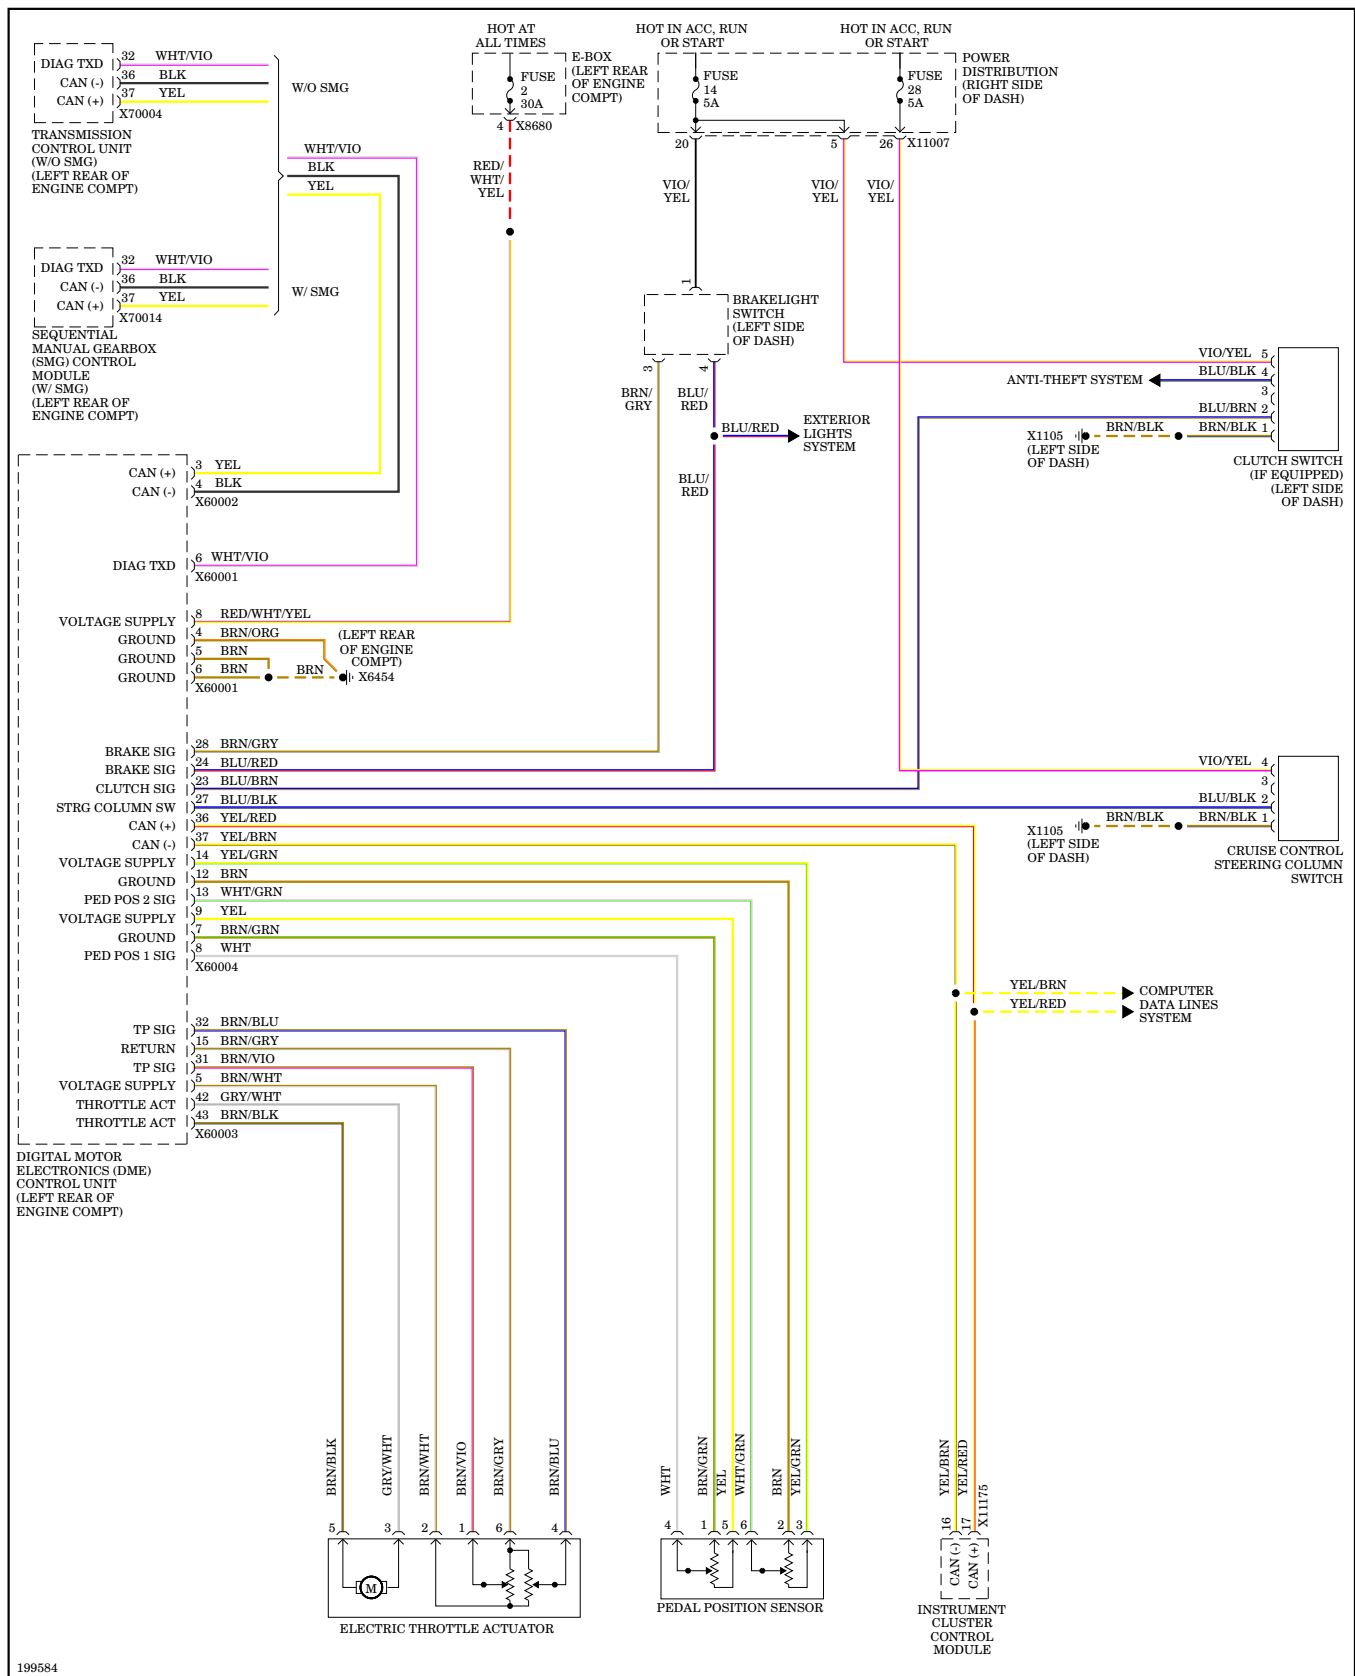 HOT AT
ALL TIMES
HOT IN ACC, RUN
OR START
HOT IN ACC, RUN
OR START
DIAG TXD
32
WHT/VIO
CAN (-)
36
BLK
CAN (+)
37
YEL
X70004
W/O SMG
TRANSMISSION
CONTROL UNIT
(W/O SMG)
(LEFT REAR OF
ENGINE COMPT)
FUSE
2
30A
E-BOX
(LEFT REAR
OF ENGINE
COMPT)
4
X8680
FUSE
14
5A
FUSE
28
5A
POWER
DISTRIBUTION
(RIGHT SIDE
OF DASH)
20
5
26
X11007
WHT/VIO
BLK
YEL
RED/
WHT/
YEL
VIO/
YEL
VIO/
YEL
VIO/
YEL
DIAG TXD
32
WHT/VIO
CAN (-)
36
BLK
CAN (+)
37
YEL
X70014
W/ SMG
SEQUENTIAL
MANUAL GEARBOX
(SMG) CONTROL
MODULE
(W/ SMG)
(LEFT REAR OF
ENGINE COMPT)
1
BRAKELIGHT
SWITCH
(LEFT SIDE
OF DASH)
3
4
BRN/
GRY
BLU/
RED
BLU/RED
EXTERIOR
LIGHTS
SYSTEM
BLU/
RED
VIO/YEL
5
ANTI-THEFT SYSTEM
BLU/BLK
4
3
BLU/BRN
2
X1105
(LEFT SIDE
OF DASH)
BRN/BLK
BRN/BLK
1
CLUTCH SWITCH
(IF EQUIPPED)
(LEFT SIDE
OF DASH)
CAN (+)
3
YEL
CAN (-)
4
BLK
X60002
DIAG TXD
6
WHT/VIO
X60001
VOLTAGE SUPPLY
8
RED/WHT/YEL
GROUND
4
BRN/ORG
GROUND
5
BRN
GROUND
6
BRN
X60001
BRN
(LEFT REAR
OF ENGINE
COMPT)
X6454
BRAKE SIG
28
BRN/GRY
BRAKE SIG
24
BLU/RED
CLUTCH SIG
23
BLU/BRN
STRG COLUMN SW
27
BLU/BLK
CAN (+)
36
YEL/RED
CAN (-)
37
YEL/BRN
VOLTAGE SUPPLY
14
YEL/GRN
GROUND
12
BRN
PED POS 2 SIG
13
WHT/GRN
VOLTAGE SUPPLY
9
YEL
GROUND
7
BRN/GRN
PED POS 1 SIG
8
WHT
X60004
VIO/YEL
4
3
BLU/BLK
2
X1105
(LEFT SIDE
OF DASH)
BRN/BLK
BRN/BLK
1
CRUISE CONTROL
STEERING COLUMN
SWITCH
YEL/BRN
YEL/RED
COMPUTER
DATA LINES
SYSTEM
TP SIG
32
BRN/BLU
RETURN
15
BRN/GRY
TP SIG
31
BRN/VIO
VOLTAGE SUPPLY
5
BRN/WHT
THROTTLE ACT
42
GRY/WHT
THROTTLE ACT
43
BRN/BLK
X60003
DIGITAL MOTOR
ELECTRONICS (DME)
CONTROL UNIT
(LEFT REAR OF
ENGINE COMPT)
BRN/BLK
GRY/WHT
BRN/WHT
BRN/VIO
BRN/GRY
BRN/BLU
5
3
2
1
6
4
M
ELECTRIC THROTTLE ACTUATOR
WHT
BRN/GRN
YEL
WHT/GRN
BRN
YEL/GRN
4
1
5
6
2
3
PEDAL POSITION SENSOR
YEL/BRN
YEL/RED
16
17
X11175
CAN (-)
CAN (+)
INSTRUMENT
CLUSTER
CONTROL
MODULE
199584